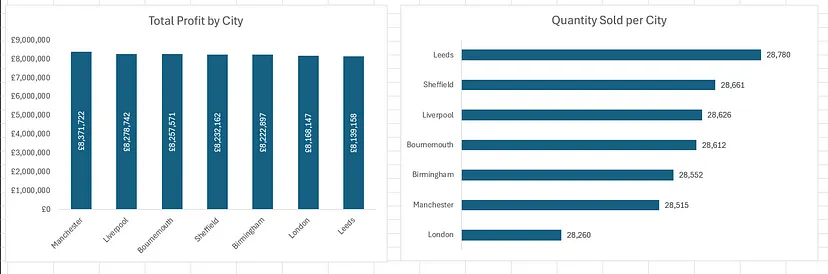 Total Profit by City
£9,000,000
£8,000,000
£7,000,000
£6,000,000
£5,000,000
£4,000,000
£3,000,000
£2,000,000
£1,000,000
£0
£8,371,722
£8,278,742
£8,257,571
£8,232,162
£8,222,897
£8,168,147
£8,139,158
Manchester
Liverpool
Bournemouth
Sheffield
Birmingham
London
Leeds
Quantity Sold per City
Leeds 28,780
Sheffield 28,661
Liverpool 28,626
Bournemouth 28,612
Birmingham 28,552
Manchester 28,515
London 28,260